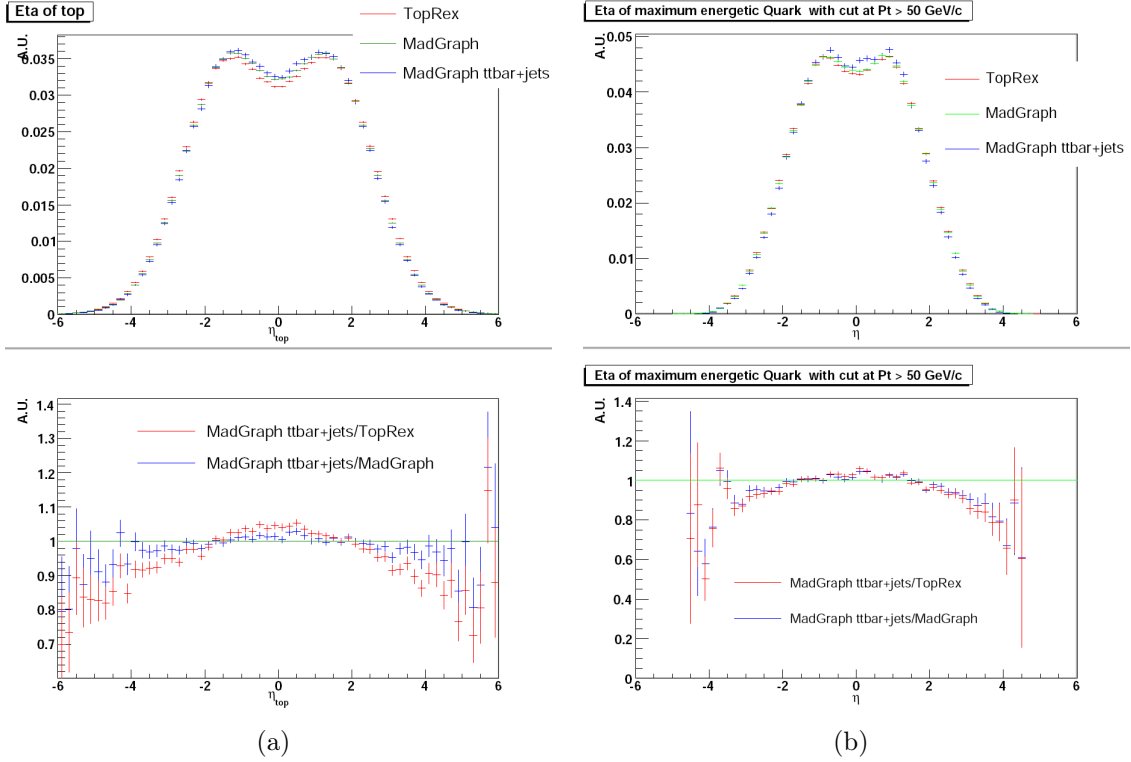 Eta of top
A.U.
TopRex
MadGraph
MadGraph ttbar+jets
0.035
0.03
0.025
0.02
0.015
0.01
0.005
0
-6 -4 -2 0 2 4 6
η_top
Eta of maximum energetic Quark with cut at Pt > 50 GeV/c
A.U.
TopRex
MadGraph
MadGraph ttbar+jets
0.05
0.04
0.03
0.02
0.01
0
-6 -4 -2 0 2 4 6
η
A.U.
MadGraph ttbar+jets/TopRex
MadGraph ttbar+jets/MadGraph
1.4
1.3
1.2
1.1
1
0.9
0.8
0.7
-6 -4 -2 0 2 4 6
η_top
(a)
Eta of maximum energetic Quark with cut at Pt > 50 GeV/c
A.U.
1.4
1.2
1
0.8
0.6
0.4
0.2
0
MadGraph ttbar+jets/TopRex
MadGraph ttbar+jets/MadGraph
-6 -4 -2 0 2 4 6
η
(b)